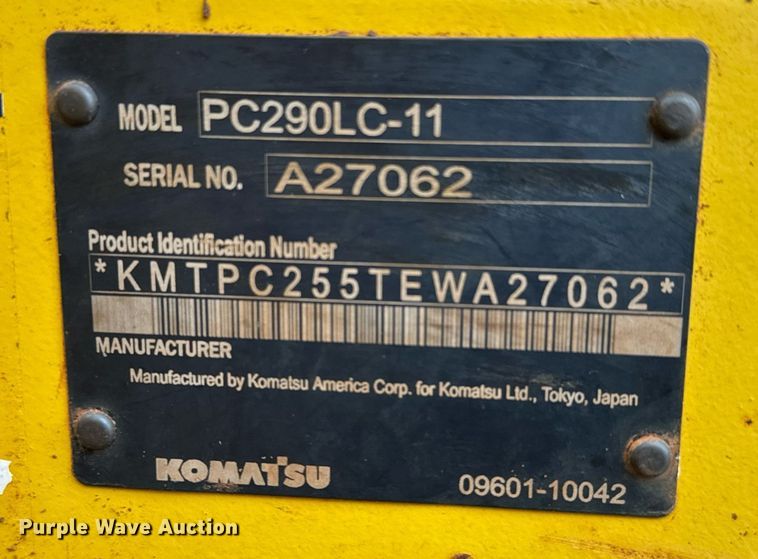 MODEL PC290LC-11
SERIAL NO. A27062
Product Identification Number
*KMTPC255TEWA27062*
MANUFACTURER
Manufactured by Komatsu America Corp. for Komatsu Ltd., Tokyo, Japan
KOMATSU 09601-10042
Purple Wave Auction